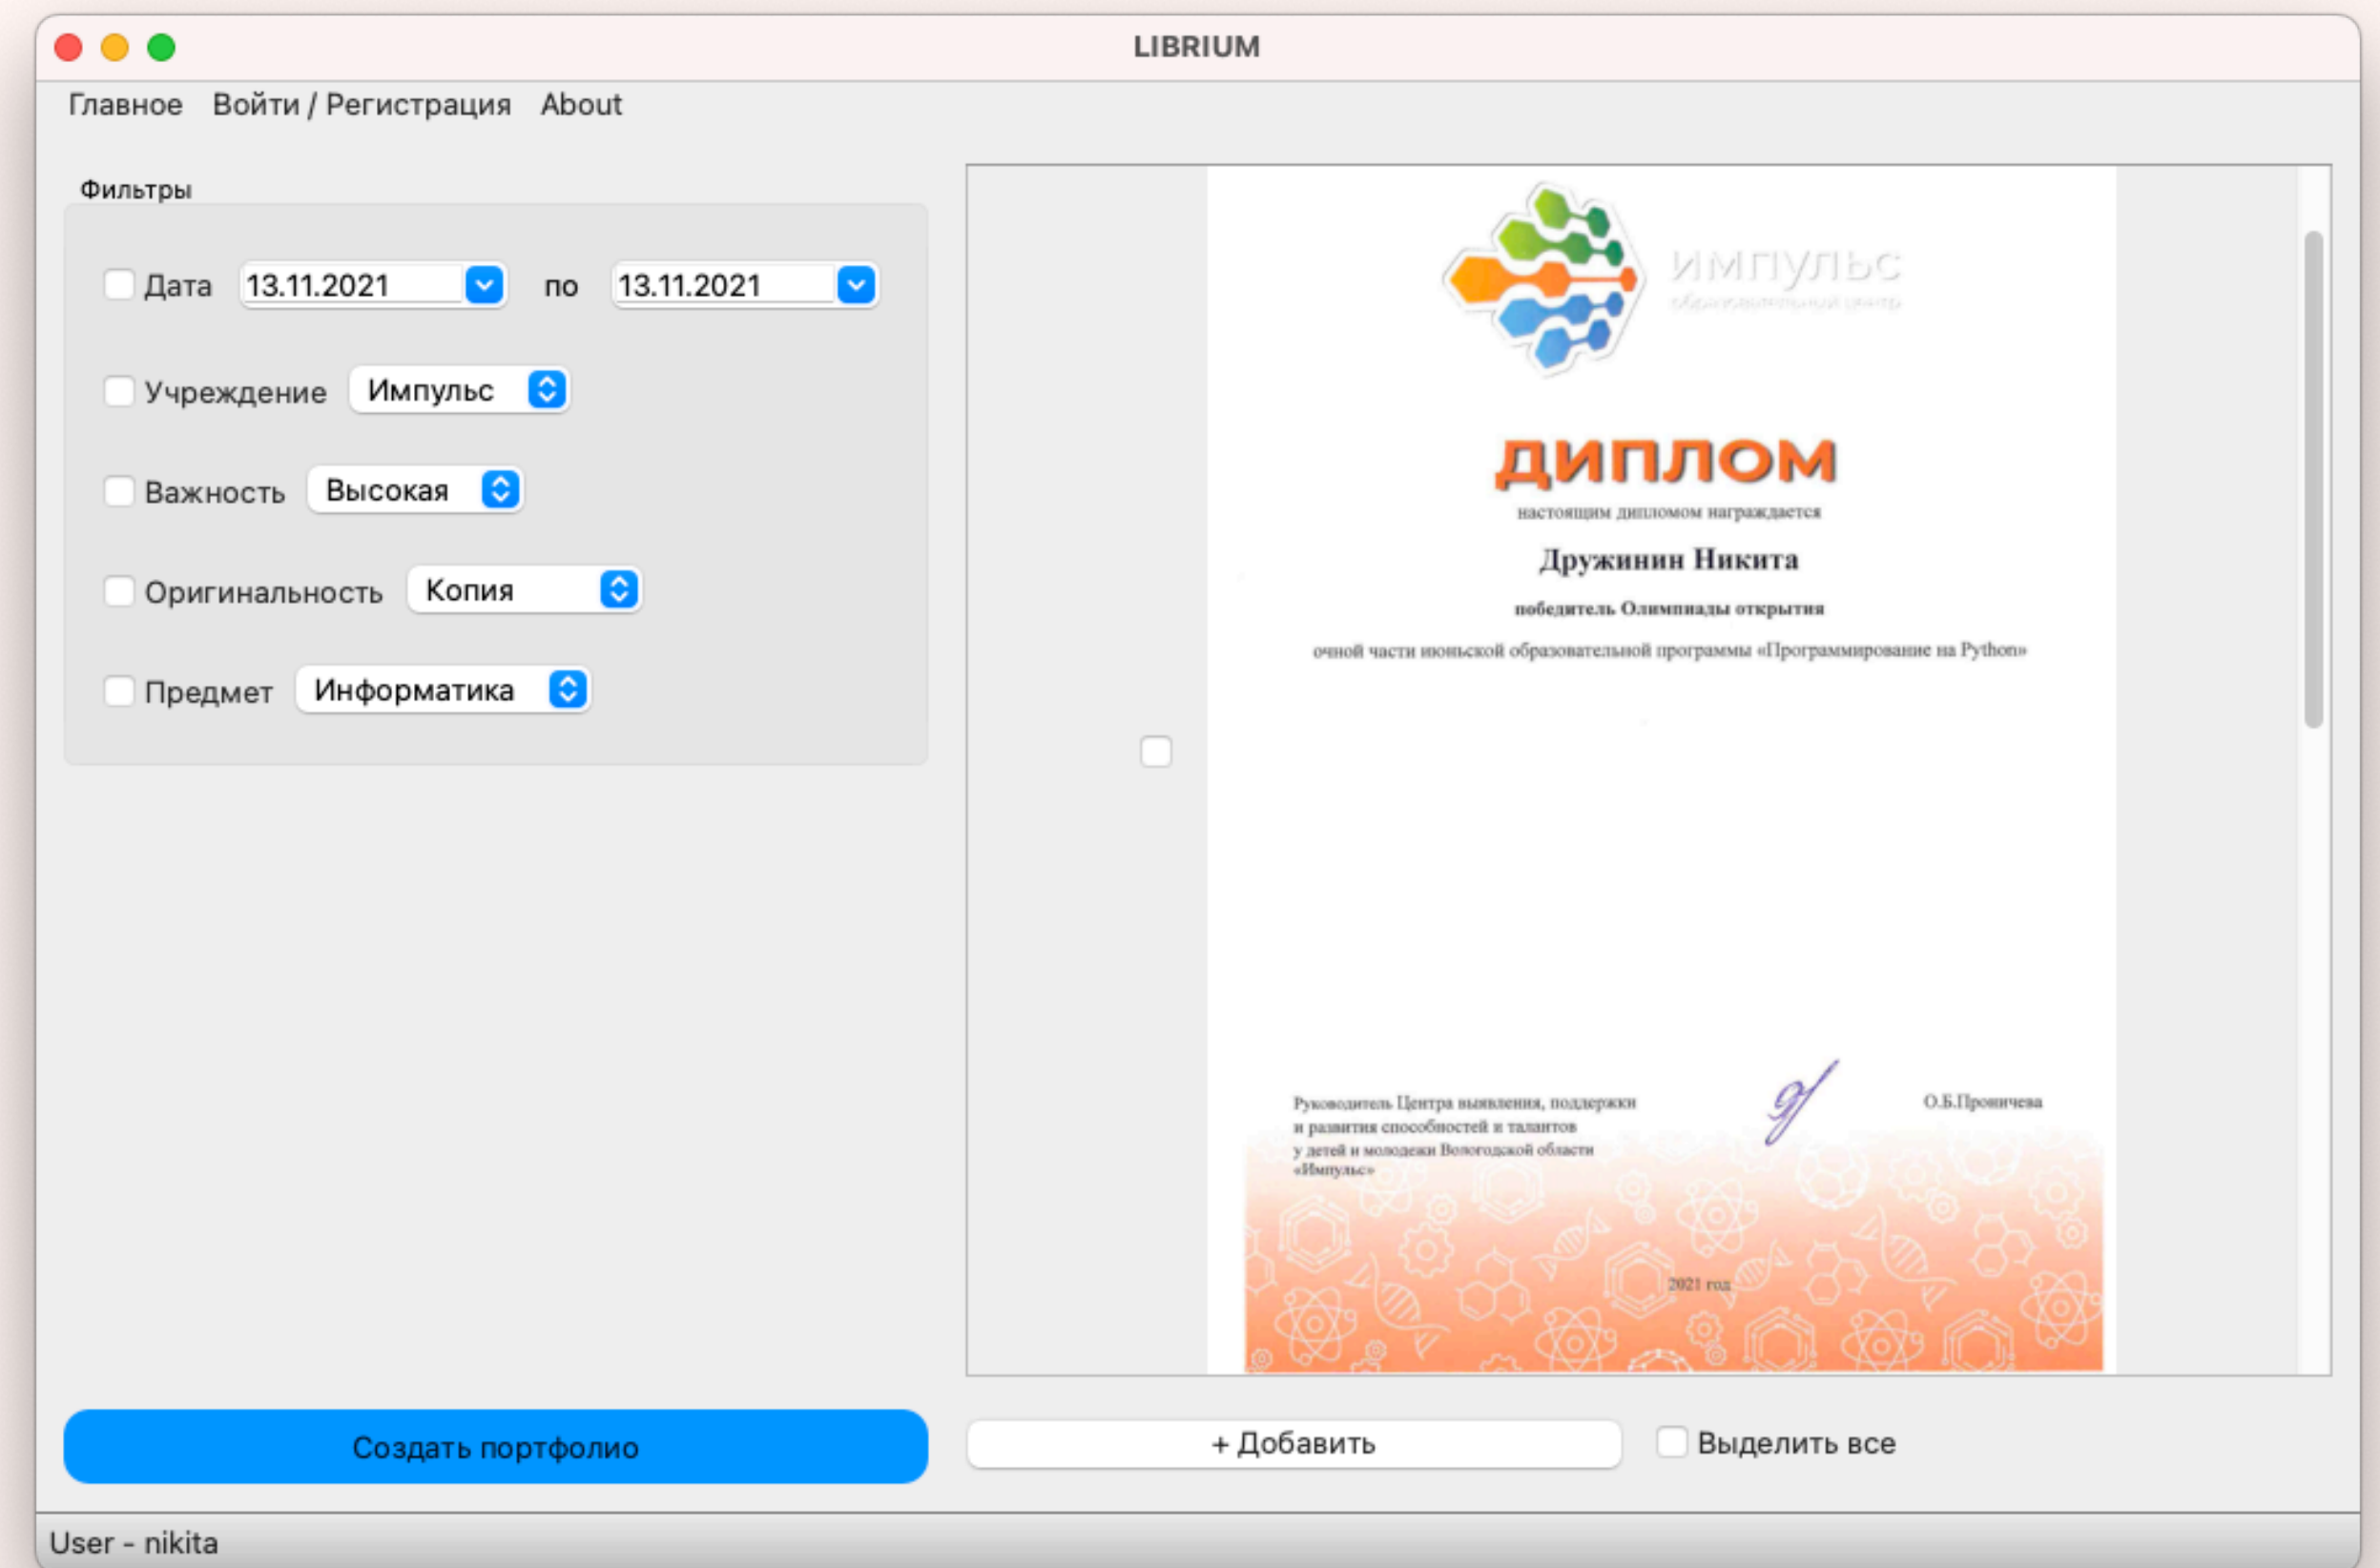 LIBRIUM
Главное Войти / Регистрация About
Фильтры
Дата 13.11.2021 по 13.11.2021
Учреждение Импульс
Важность Высокая
Оригинальность Копия
Предмет Информатика
Создать портфолио
ИМПУЛЬС
образовательный центр
ДИПЛОМ
настоящим дипломом награждается
Дружинин Никита
победитель Олимпиады открытия
очной части июньской образовательной программы «Программирование на Python»
Руководитель Центра выявления, поддержки
и развития способностей и талантов
у детей и молодежи Вологодской области
«Импульс»
О.Б.Проничева
2021 год
+ Добавить Выделить все
User - nikita